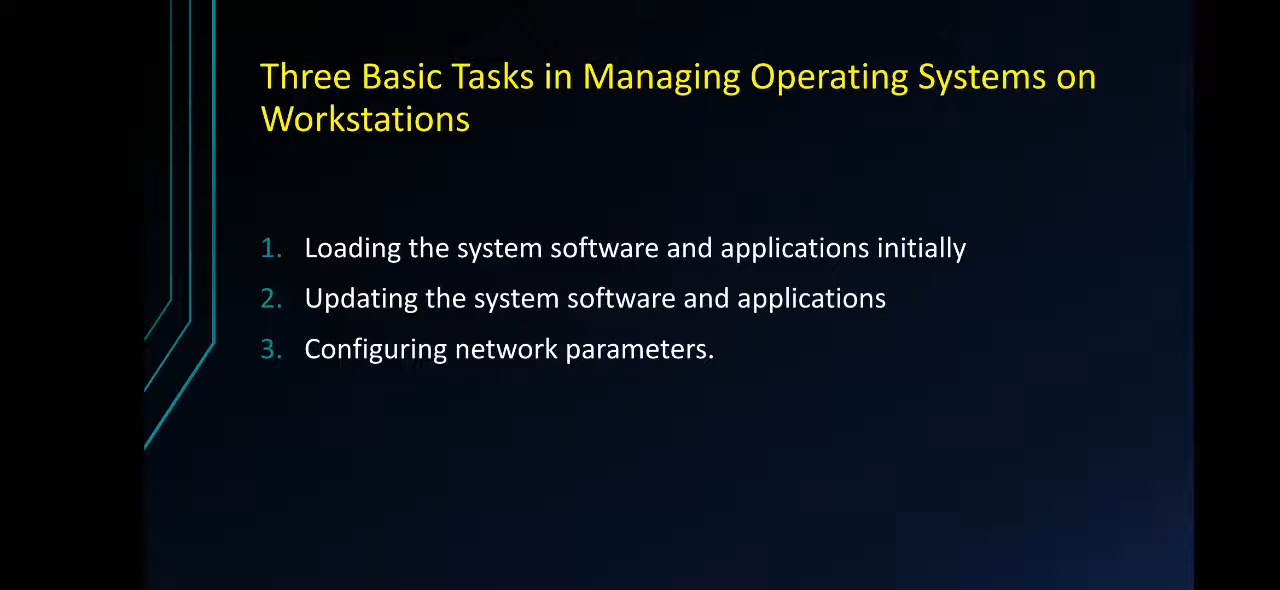 Three Basic Tasks in Managing Operating Systems on
Workstations
1. Loading the system software and applications initially
2. Updating the system software and applications
3. Configuring network parameters.